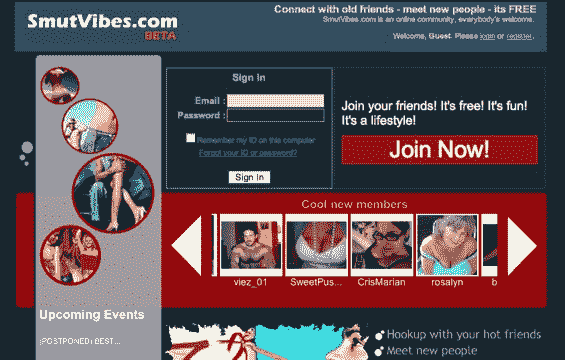 SmutVibes.com
BETA
Connect with old friends - meet new people - its FREE
SmutVibes.com is an online community, everybody's welcome.
Welcome, Guest. Please login or register.
Sign in
Email :
Password :
Remember my ID on this computer
Forgot your ID or password?
Sign In
Join your friends! It's free! It's fun!
It's a lifestyle!
Join Now!
Cool new members
viez_01
SweetPus...
CrisMarian
rosalyn
b
Upcoming Events
(POSTPONED) BEST...
Hookup with your hot friends
Meet new people